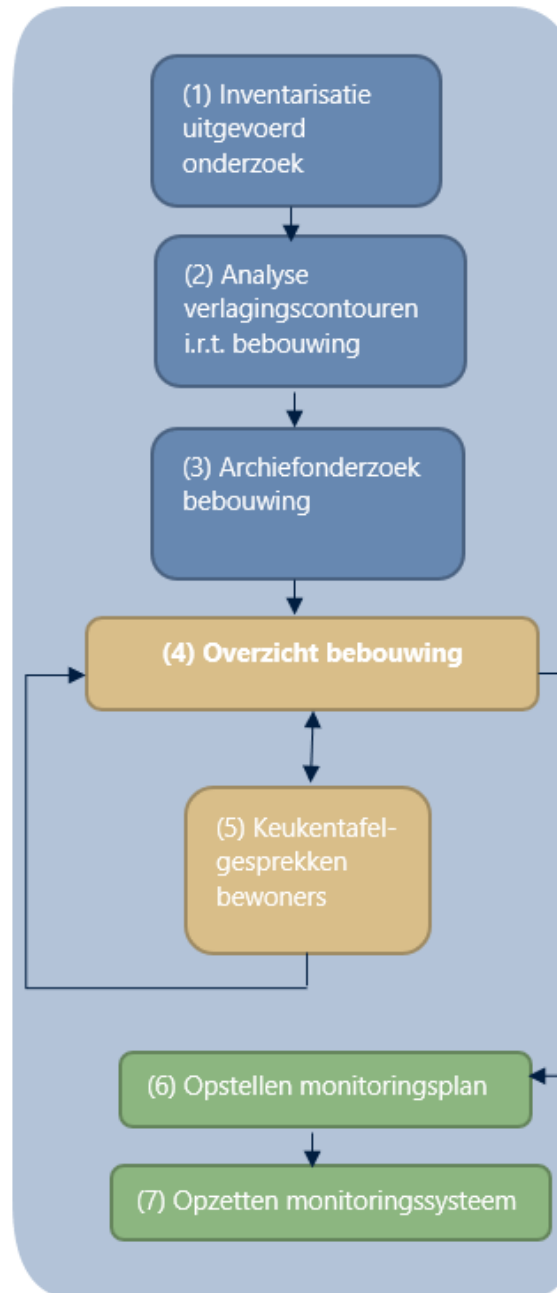 (1) Inventarisatie
uitgevoerd
onderzoek
(2) Analyse
verlagingscontouren
i.r.t. bebouwing
(3) Archiefonderzoek
bebouwing
(4) Overzicht bebouwing
(5) Keukentafel-
gesprekken
bewoners
(6) Opstellen monitoringsplan
(7) Opzetten monitoringssysteem